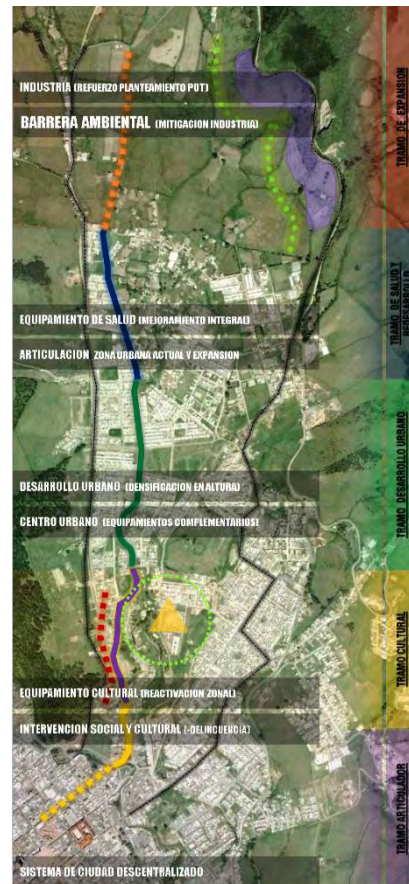 INDUSTRIA (REFUERZO PLANTEAMIENTO POT)
BARRERA AMBIENTAL (MITIGACION INDUSTRIA)
TRAMO DE EXPANSION
EQUIPAMIENTO DE SALUD (MEJORAMIENTO INTEGRAL)
ARTICULACION ZONA URBANA ACTUAL Y EXPANSION
TRAMO DE SALUD Y
DESARROLLO URBANO (DENSIFICACION EN ALTURA)
CENTRO URBANO (EQUIPAMIENTOS COMPLEMENTARIOS)
TRAMO DESARROLLO URBANO
EQUIPAMIENTO CULTURAL (REACTIVACION ZONAL)
INTERVENCION SOCIAL Y CULTURAL (-DELINCUENCIA)
TRAMO CULTURAL
TRAMO ARTICULADOR
SISTEMA DE CIUDAD DESCENTRALIZADO